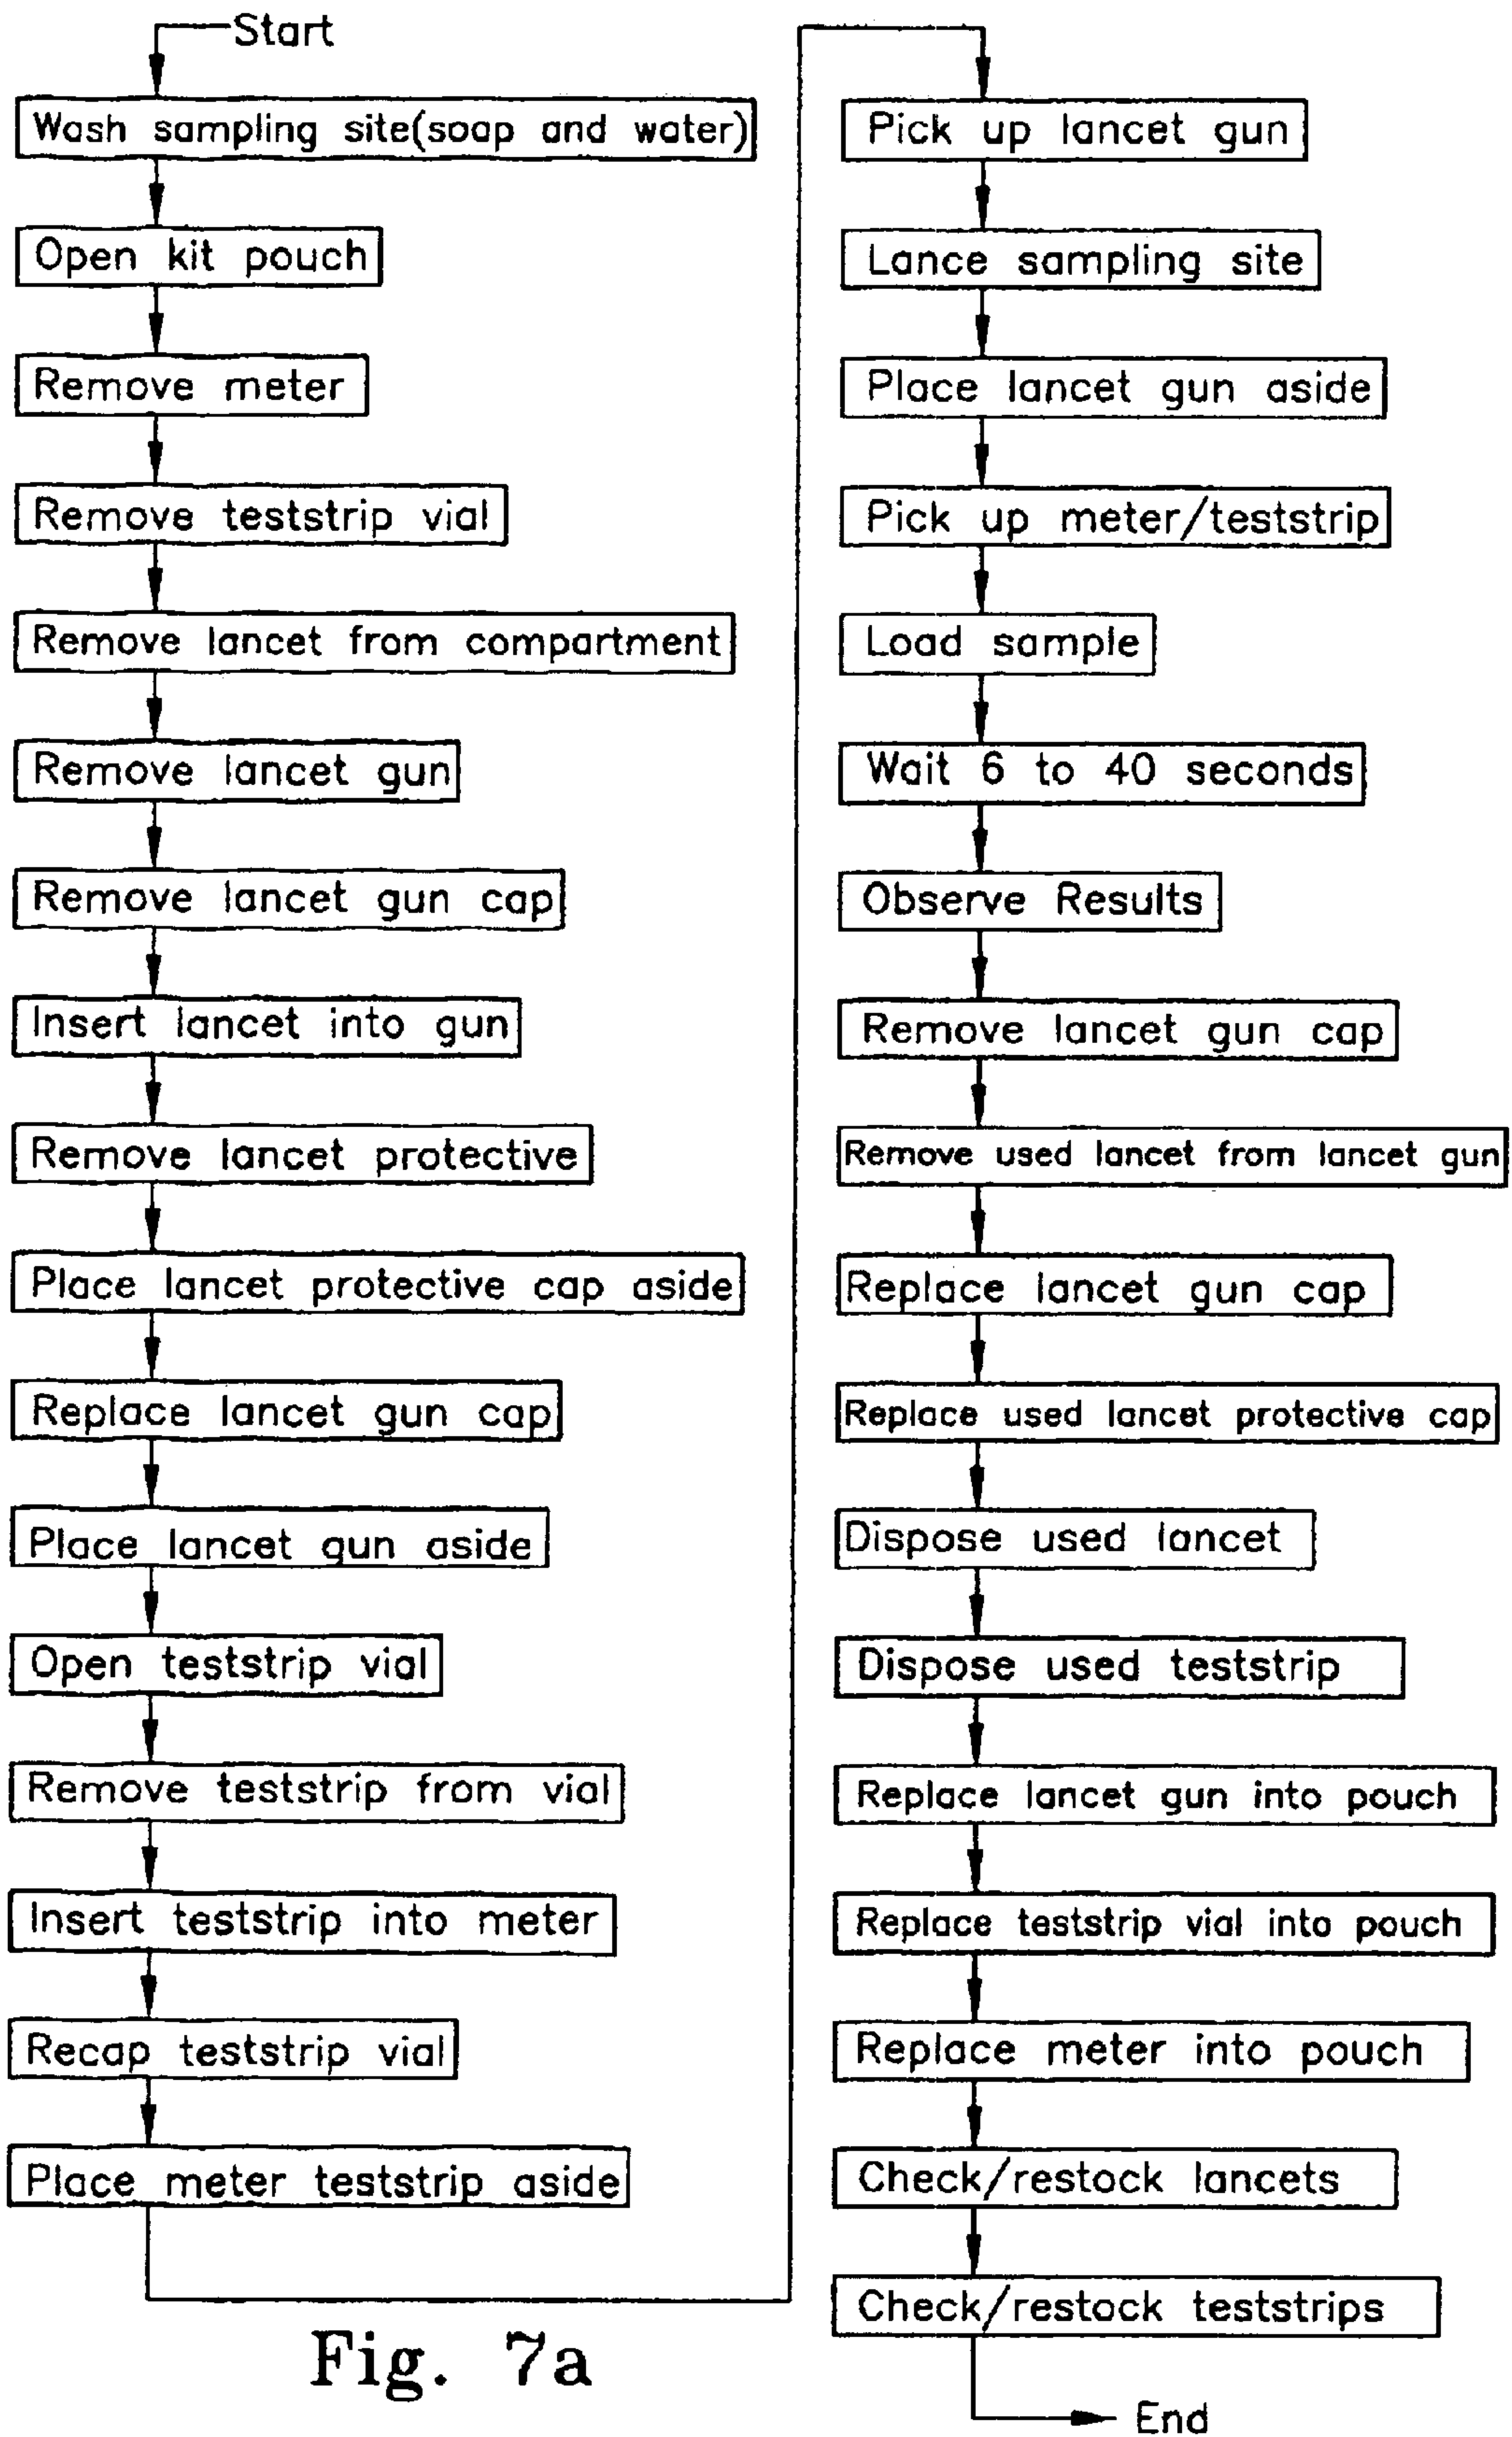 Start
Wash sampling site(soap and water)
Open kit pouch
Remove meter
Remove teststrip vial
Remove lancet from compartment
Remove lancet gun
Remove lancet gun cap
Insert lancet into gun
Remove lancet protective
Place lancet protective cap aside
Replace lancet gun cap
Place lancet gun aside
Open teststrip vial
Remove teststrip from vial
Insert teststrip into meter
Recap teststrip vial
Place meter teststrip aside
Pick up lancet gun
Lance sampling site
Place lancet gun aside
Pick up meter/teststrip
Load sample
Wait 6 to 40 seconds
Observe Results
Remove lancet gun cap
Remove used lancet from lancet gun
Replace lancet gun cap
Replace used lancet protective cap
Dispose used lancet
Dispose used teststrip
Replace lancet gun into pouch
Replace teststrip vial into pouch
Replace meter into pouch
Check/restock lancets
Check/restock teststrips
End
Fig. 7a